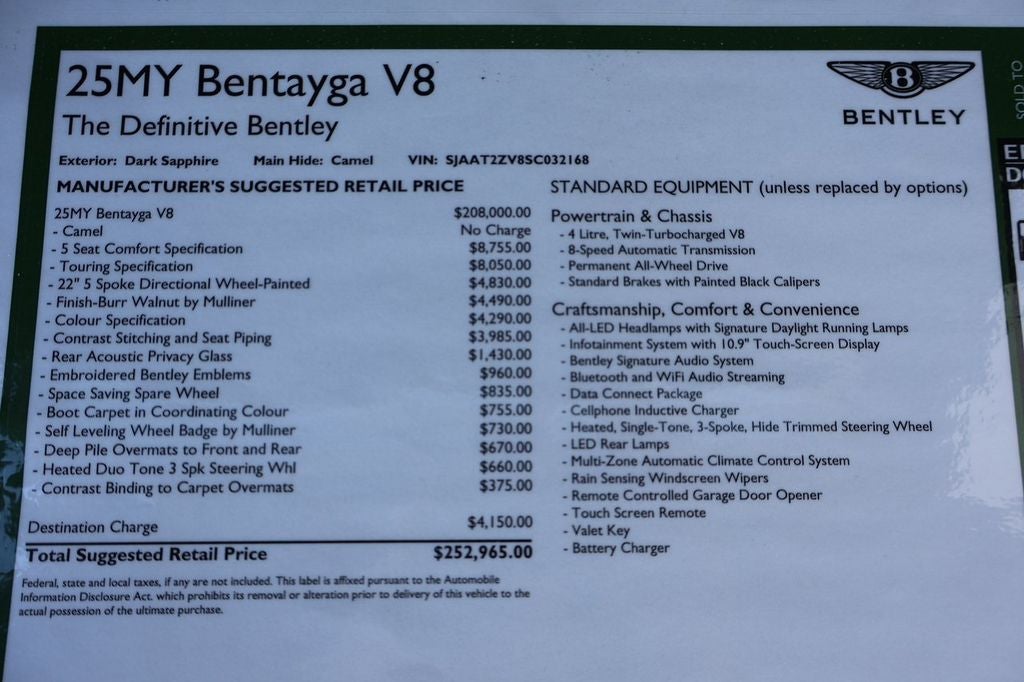 25MY Bentayga V8
The Definitive Bentley
B
BENTLEY
SOLD TO
Exterior: Dark Sapphire Main Hide: Camel VIN: SJAAT2ZV8SC032168
MANUFACTURER'S SUGGESTED RETAIL PRICE
25MY Bentayga V8 $208,000.00
- Camel No Charge
- 5 Seat Comfort Specification $8,755.00
- Touring Specification $8,050.00
- 22" 5 Spoke Directional Wheel-Painted $4,830.00
- Finish-Burr Walnut by Mulliner $4,490.00
- Colour Specification $4,290.00
- Contrast Stitching and Seat Piping $3,985.00
- Rear Acoustic Privacy Glass $1,430.00
- Embroidered Bentley Emblems $960.00
- Space Saving Spare Wheel $835.00
- Boot Carpet in Coordinating Colour $755.00
- Self Leveling Wheel Badge by Mulliner $730.00
- Deep Pile Overmats to Front and Rear $670.00
- Heated Duo Tone 3 Spk Steering Whl $660.00
- Contrast Binding to Carpet Overmats $375.00
Destination Charge $4,150.00
Total Suggested Retail Price $252,965.00
Federal, state and local taxes, if any are not included. This label is affixed pursuant to the Automobile
Information Disclosure Act. which prohibits its removal or alteration prior to delivery of this vehicle to the
actual possession of the ultimate purchase.
STANDARD EQUIPMENT (unless replaced by options)
Powertrain & Chassis
- 4 Litre, Twin-Turbocharged V8
- 8-Speed Automatic Transmission
- Permanent All-Wheel Drive
- Standard Brakes with Painted Black Calipers
Craftsmanship, Comfort & Convenience
- All-LED Headlamps with Signature Daylight Running Lamps
- Infotainment System with 10.9" Touch-Screen Display
- Bentley Signature Audio System
- Bluetooth and WiFi Audio Streaming
- Data Connect Package
- Cellphone Inductive Charger
- Heated, Single-Tone, 3-Spoke, Hide Trimmed Steering Wheel
- LED Rear Lamps
- Multi-Zone Automatic Climate Control System
- Rain Sensing Windscreen Wipers
- Remote Controlled Garage Door Opener
- Touch Screen Remote
- Valet Key
- Battery Charger